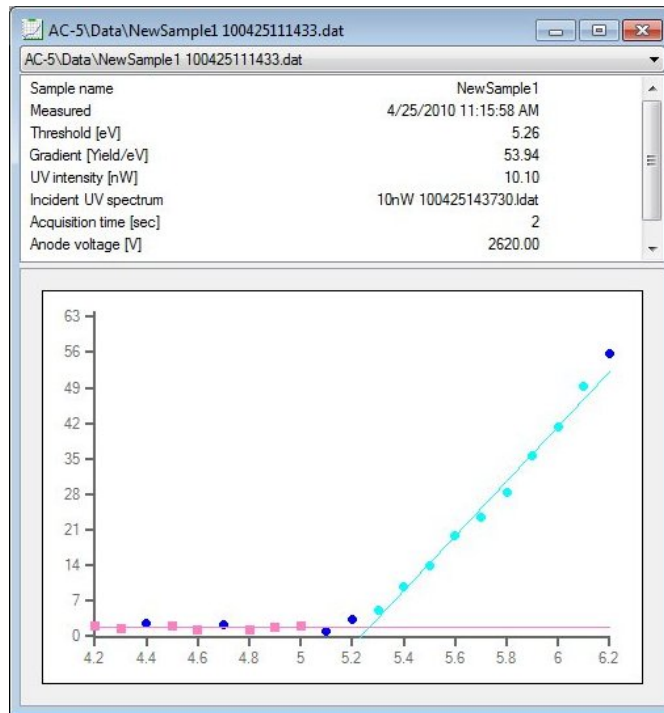 AC-5\Data\NewSample1 100425111433.dat
AC-5\Data\NewSample1 100425111433.dat
Sample name NewSample1
Measured 4/25/2010 11:15:58 AM
Threshold [eV] 5.26
Gradient [Yield/eV] 53.94
UV intensity [nW] 10.10
Incident UV spectrum 10nW 100425143730.ldat
Acquisition time [sec] 2
Anode voltage [V] 2620.00
63
56
49
42
35
28
21
14
7
0
4.2 4.4 4.6 4.8 5 5.2 5.4 5.6 5.8 6 6.2